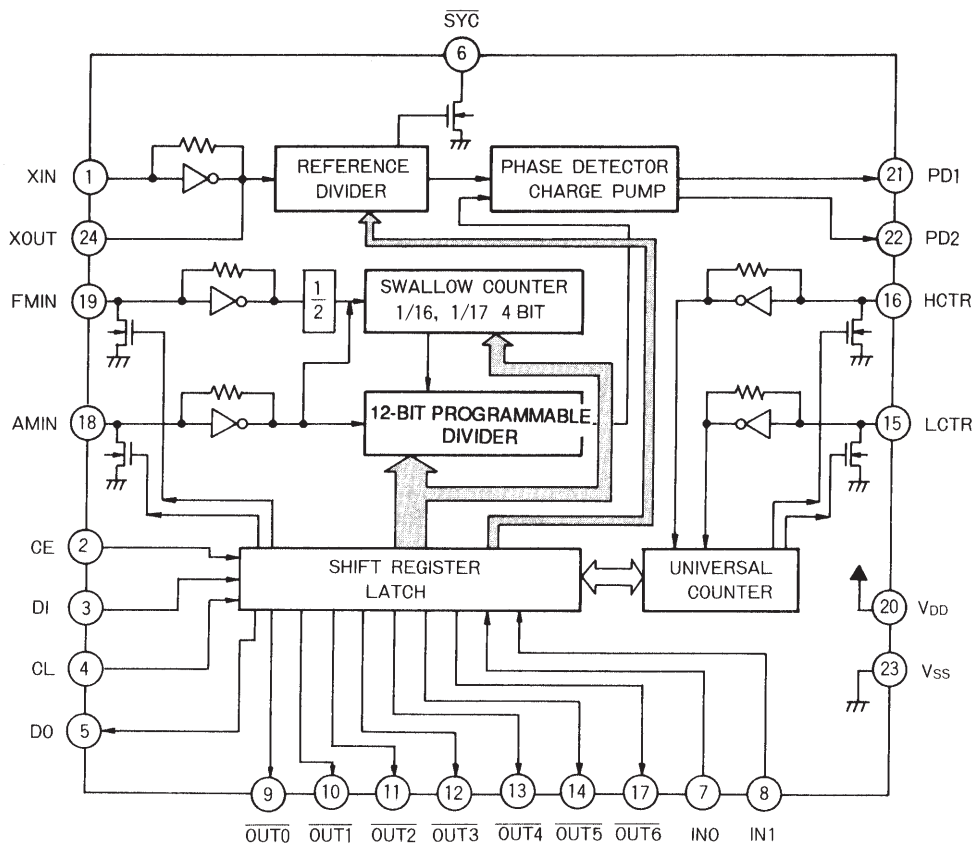 SYC
6
XIN 1
REFERENCE
DIVIDER
PHASE DETECTOR
CHARGE PUMP
21 PD1
XOUT 24
22 PD2
FMIN 19
1
2
SWALLOW COUNTER
1/16, 1/17 4 BIT
16 HCTR
AMIN 18
12-BIT PROGRAMMABLE
DIVIDER
15 LCTR
CE 2
SHIFT REGISTER
LATCH
UNIVERSAL
COUNTER
DI 3
20 VDD
CL 4
23 VSS
DO 5
9 10 11 12 13 14 17 7 8
OUT0 OUT1 OUT2 OUT3 OUT4 OUT5 OUT6 IN0 IN1